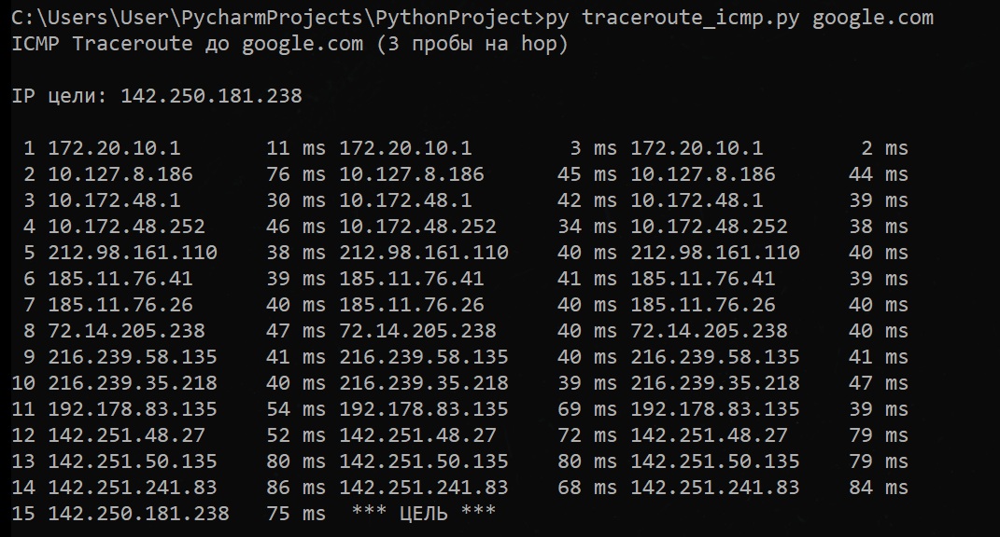 C:\Users\User\PycharmProjects\PythonProject>py traceroute_icmp.py google.com
ICMP Traceroute до google.com (3 пробы на hop)
IP цели: 142.250.181.238
1 172.20.10.1 11 ms 172.20.10.1 3 ms 172.20.10.1 2 ms
2 10.127.8.186 76 ms 10.127.8.186 45 ms 10.127.8.186 44 ms
3 10.172.48.1 30 ms 10.172.48.1 42 ms 10.172.48.1 39 ms
4 10.172.48.252 46 ms 10.172.48.252 34 ms 10.172.48.252 38 ms
5 212.98.161.110 38 ms 212.98.161.110 40 ms 212.98.161.110 40 ms
6 185.11.76.41 39 ms 185.11.76.41 41 ms 185.11.76.41 39 ms
7 185.11.76.26 40 ms 185.11.76.26 40 ms 185.11.76.26 40 ms
8 72.14.205.238 47 ms 72.14.205.238 40 ms 72.14.205.238 40 ms
9 216.239.58.135 41 ms 216.239.58.135 40 ms 216.239.58.135 41 ms
10 216.239.35.218 40 ms 216.239.35.218 39 ms 216.239.35.218 47 ms
11 192.178.83.135 54 ms 192.178.83.135 69 ms 192.178.83.135 39 ms
12 142.251.48.27 52 ms 142.251.48.27 72 ms 142.251.48.27 79 ms
13 142.251.50.135 80 ms 142.251.50.135 80 ms 142.251.50.135 79 ms
14 142.251.241.83 86 ms 142.251.241.83 68 ms 142.251.241.83 84 ms
15 142.250.181.238 75 ms *** ЦЕЛЬ ***